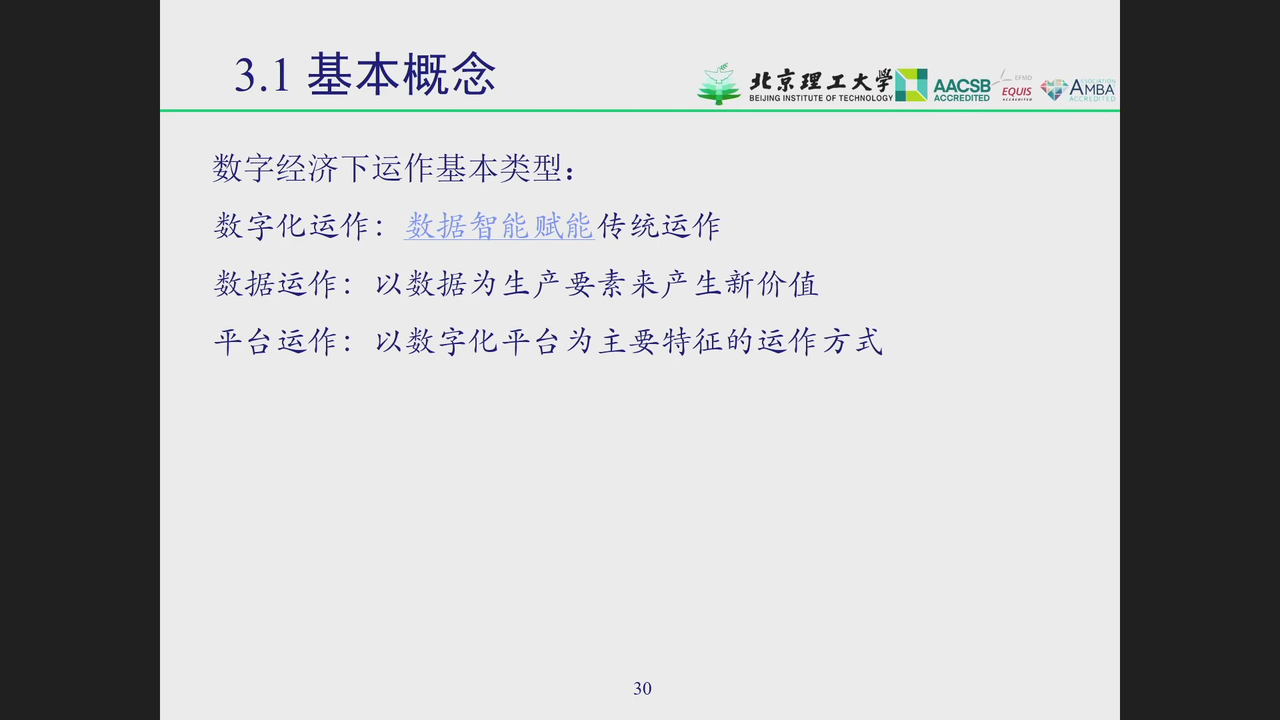 3.1 基本概念
北京理工大学
BEIJING INSTITUTE OF TECHNOLOGY
AACSB
ACCREDITED
EFMD
EQUIS
ACCREDITED
ASSOCIATION
AMBA
ACCREDITED
数字经济下运作基本类型：
数字化运作：数据智能赋能传统运作
数据运作：以数据为生产要素来产生新价值
平台运作：以数字化平台为主要特征的运作方式
30